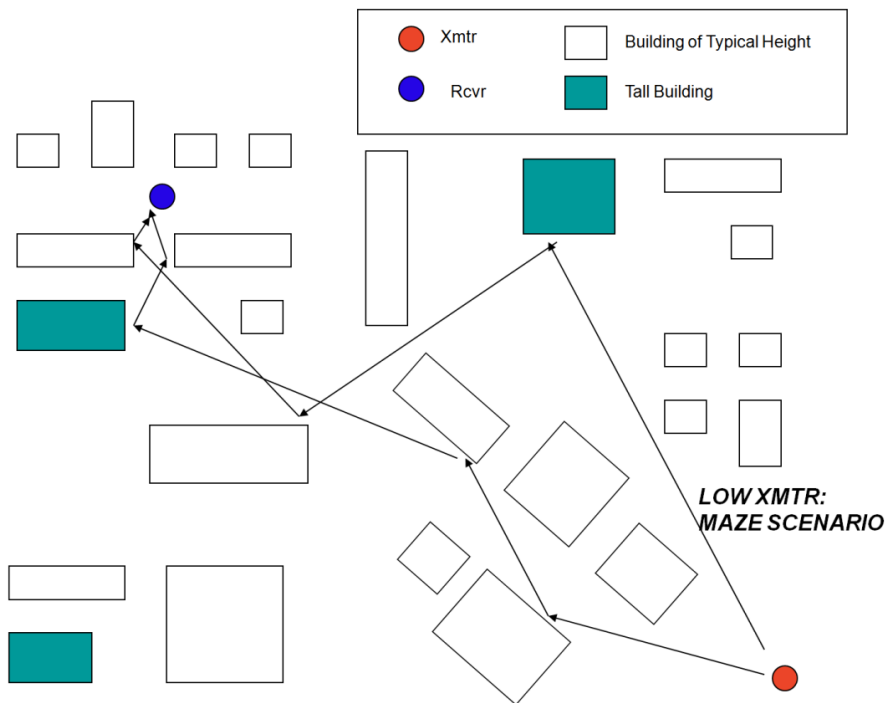 Xmtr
Building of Typical Height
Rcvr
Tall Building
LOW XMTR:
MAZE SCENARIO